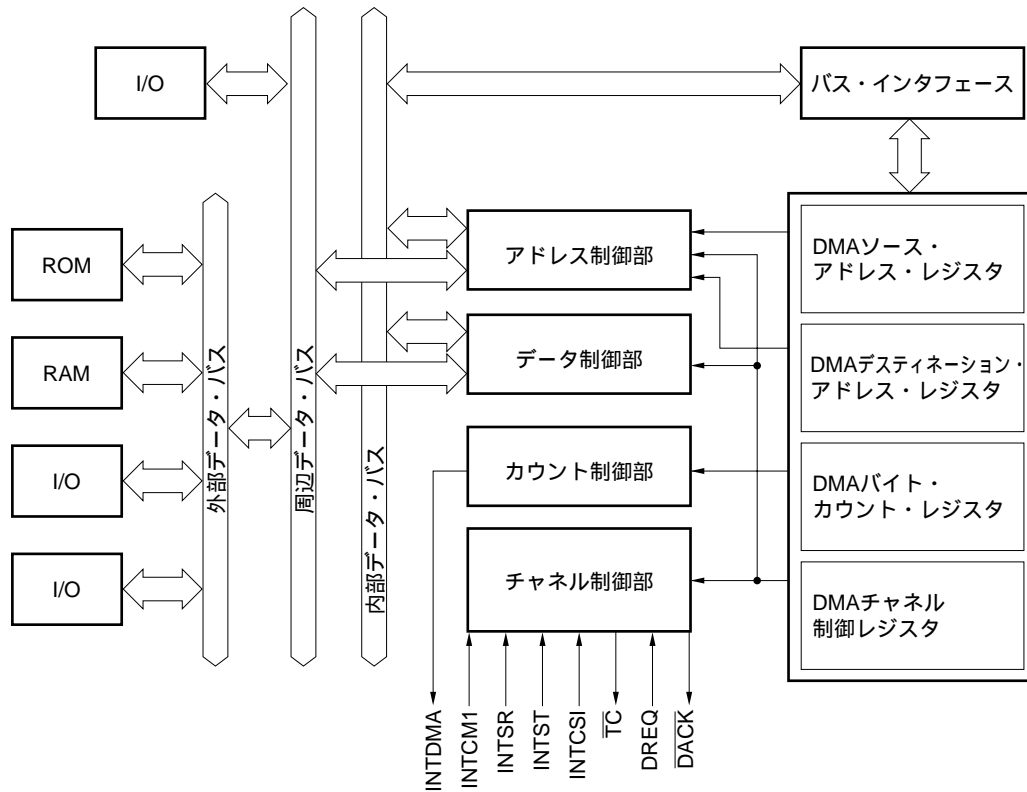 I/O
バス・インタフェース
ROM
RAM
I/O
I/O
外部データ・バス
周辺データ・バス
内部データ・バス
アドレス制御部
データ制御部
カウント制御部
チャネル制御部
DMAソース・
アドレス・レジスタ
DMAデスティネーション・
アドレス・レジスタ
DMAバイト・
カウント・レジスタ
DMAチャネル
制御レジスタ
INTDMA
INTCM1
INTSR
INTST
INTCSI
TC
DREQ
DACK